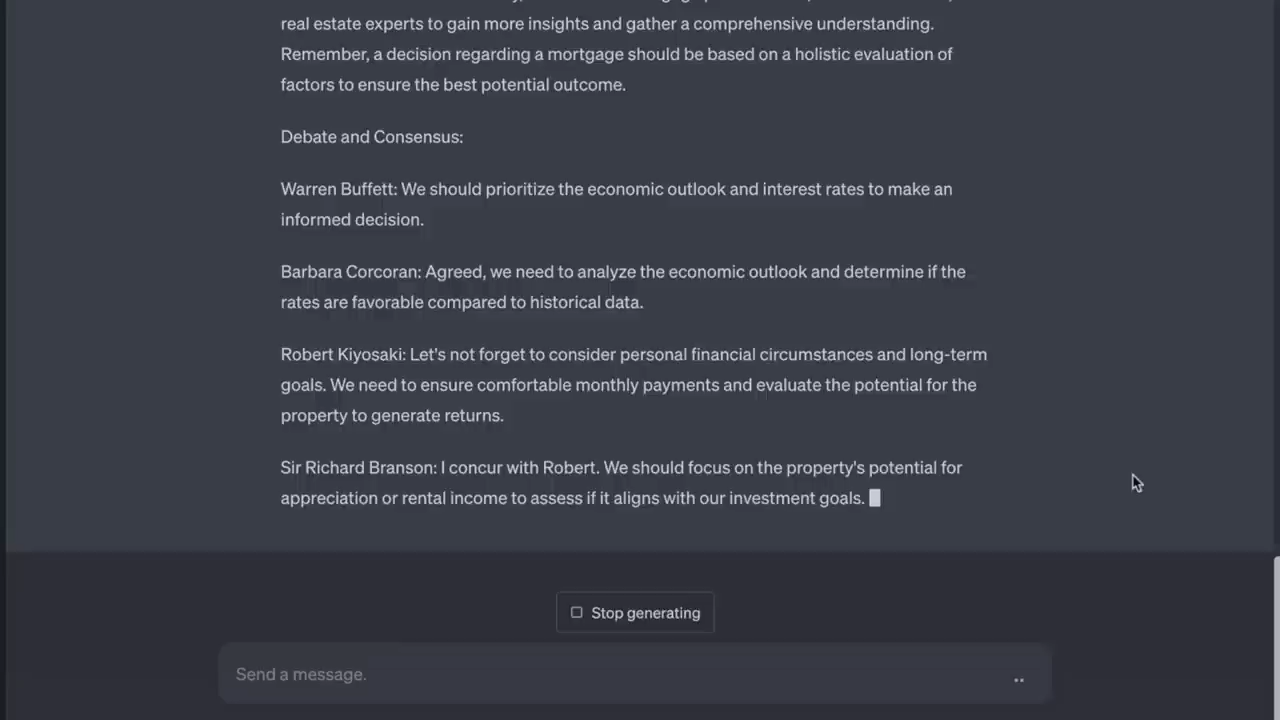 real estate experts to gain more insights and gather a comprehensive understanding.
Remember, a decision regarding a mortgage should be based on a holistic evaluation of
factors to ensure the best potential outcome.
Debate and Consensus:
Warren Buffett: We should prioritize the economic outlook and interest rates to make an
informed decision.
Barbara Corcoran: Agreed, we need to analyze the economic outlook and determine if the
rates are favorable compared to historical data.
Robert Kiyosaki: Let's not forget to consider personal financial circumstances and long-term
goals. We need to ensure comfortable monthly payments and evaluate the potential for the
property to generate returns.
Sir Richard Branson: I concur with Robert. We should focus on the property's potential for
appreciation or rental income to assess if it aligns with our investment goals.
Stop generating
Send a message.